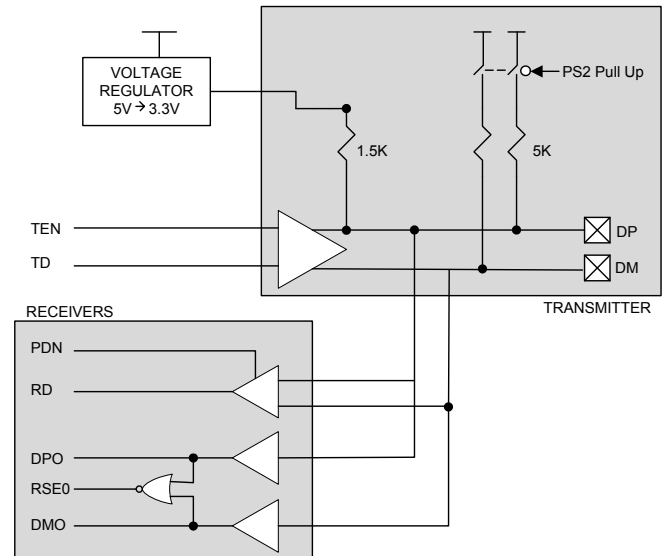 VOLTAGE
REGULATOR
5V → 3.3V
PS2 Pull Up
1.5K
5K
TEN
TD
DP
DM
RECEIVERS
TRANSMITTER
PDN
RD
DPO
RSE0
DMO